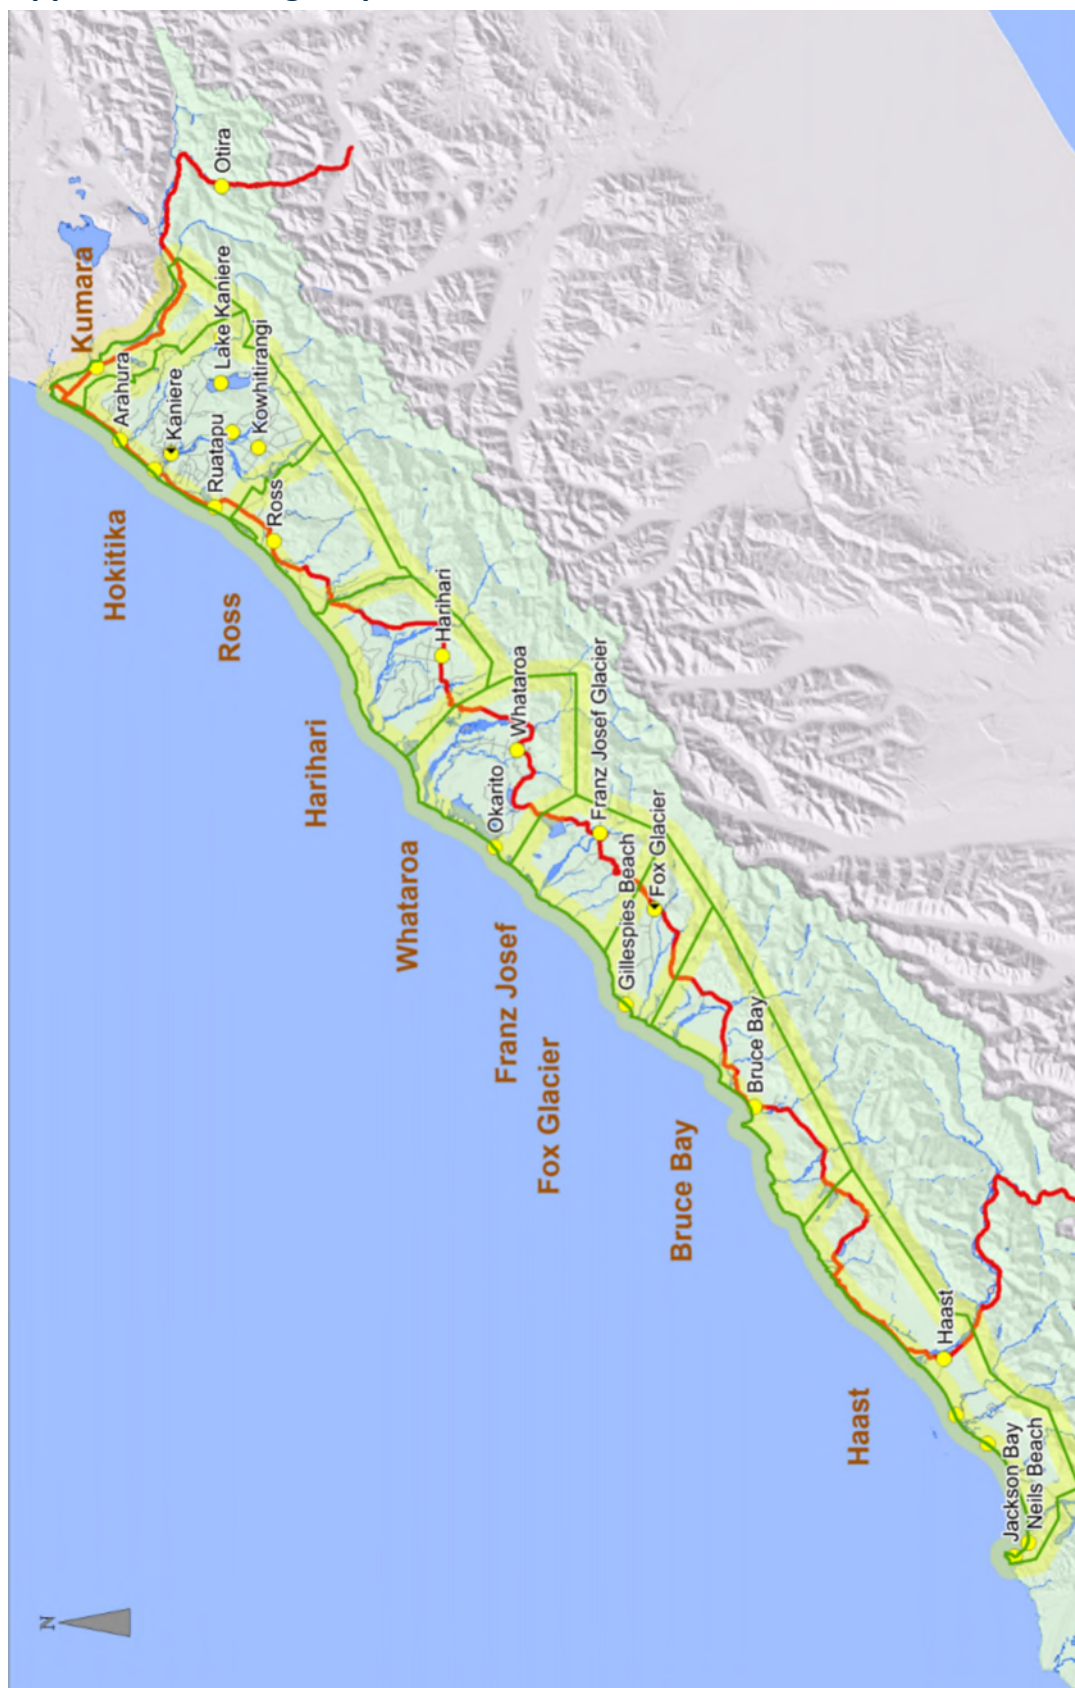 Kumara
Otira
Arahura
Lake Kaniere
Kaniere
Kowhitirangi
Ruatapu
Hokitika
Ross
Ross
Harihari
Harihari
Whataroa
Franz Josef Glacier
Okarito
Fox Glacier
Gillespies Beach
Whataroa
Franz Josef
Fox Glacier
Bruce Bay
Bruce Bay
Haast
Haast
Jackson Bay
Neils Beach
N